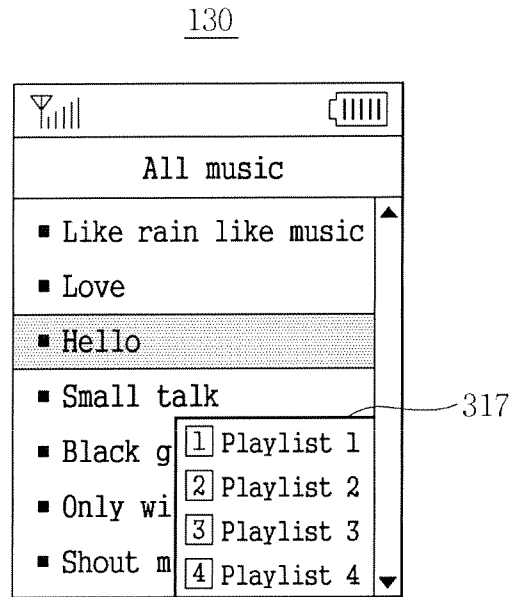 130
All music
Like rain like music
Love
Hello
Small talk
Black g
Only wi
Shout m
1 Playlist 1
2 Playlist 2
3 Playlist 3
4 Playlist 4
317